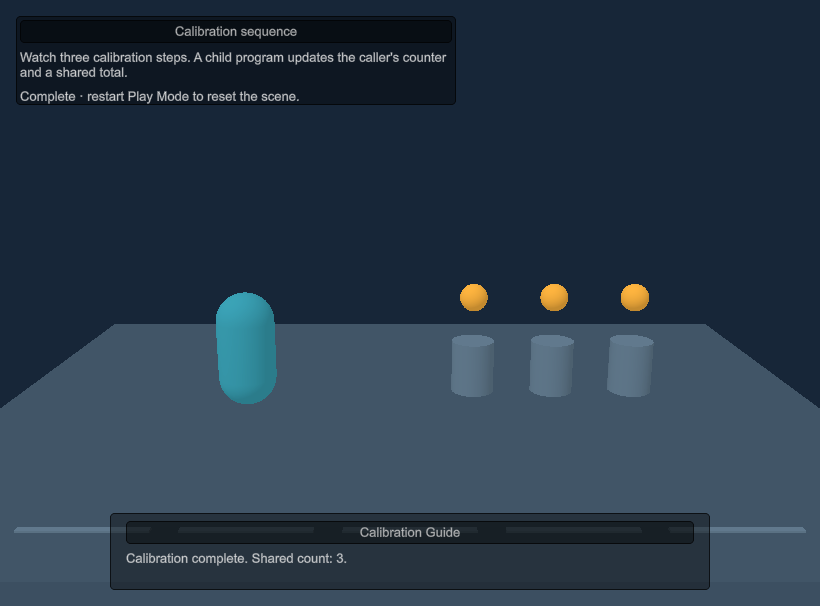 Calibration sequence
Watch three calibration steps. A child program updates the caller's counter
and a shared total.
Complete · restart Play Mode to reset the scene.
Calibration Guide
Calibration complete. Shared count: 3.